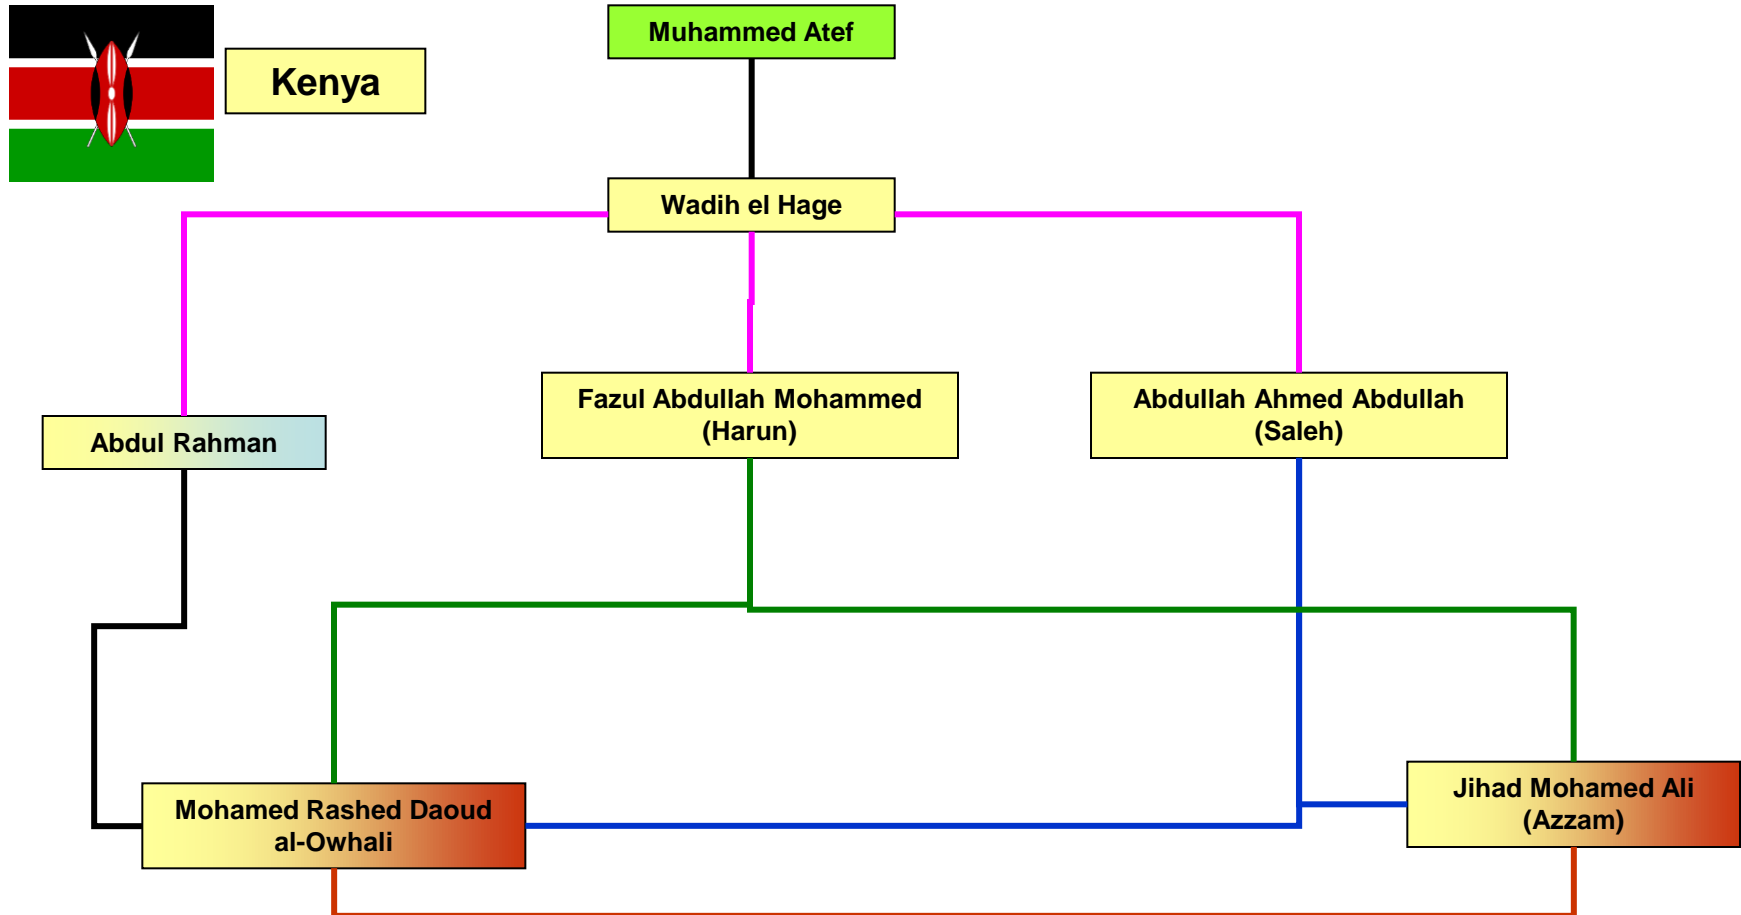 Muhammed Atef
Kenya
Wadih el Hage
Fazul Abdullah Mohammed
(Harun)
Abdullah Ahmed Abdullah
(Saleh)
Abdul Rahman
Mohamed Rashed Daoud
al-Owhali
Jihad Mohamed Ali
(Azzam)